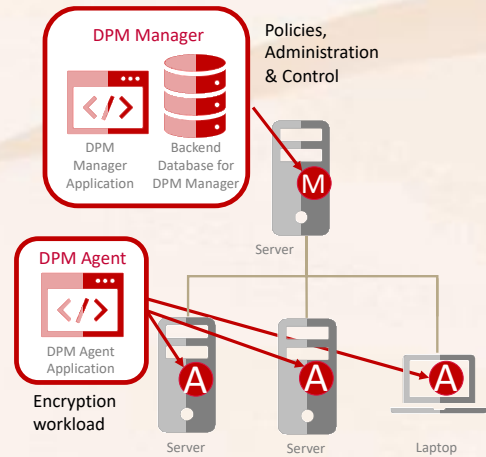 DPM Manager
Policies,
Administration
& Control
</>
DPM
Manager
Application
Backend
Database for
DPM Manager
M
Server
DPM Agent
</>
DPM Agent
Application
Encryption
workload
A
A
A
Server
Server
Laptop